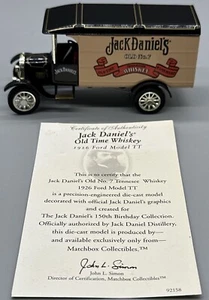 Jack Daniel's
OLD No. 7
WHISKEY
Jack Daniel's
Certificate of Authenticity
Jack Daniel's
Old Time Whiskey
1926 Ford Model TT
This is to certify that the
Jack Daniel's Old No. 7 Tennessee Whiskey
1926 Ford Model TT
is a precision-engineered die-cast model
decorated with official Jack Daniel's graphics
and created for
The Jack Daniel's 150th Birthday Collection.
Officially authorized by Jack Daniel Distillery,
this die-cast model is produced by—and
available exclusively only from—
Matchbox Collectibles.™
John L. Simon
John L. Simon
Director of Certification, Matchbox Collectibles™
92158